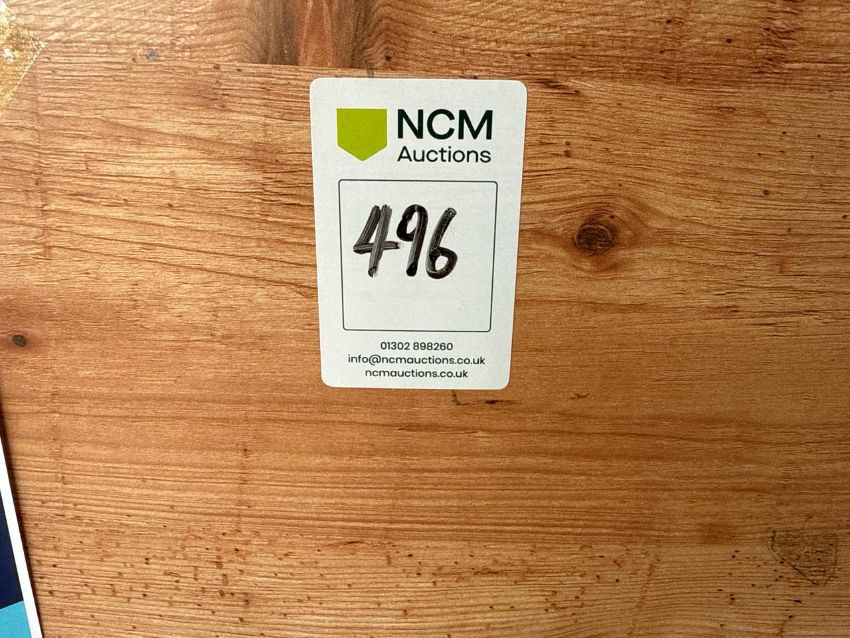 NCM
Auctions
496
01302 898260
info@ncmauctions.co.uk
ncmauctions.co.uk